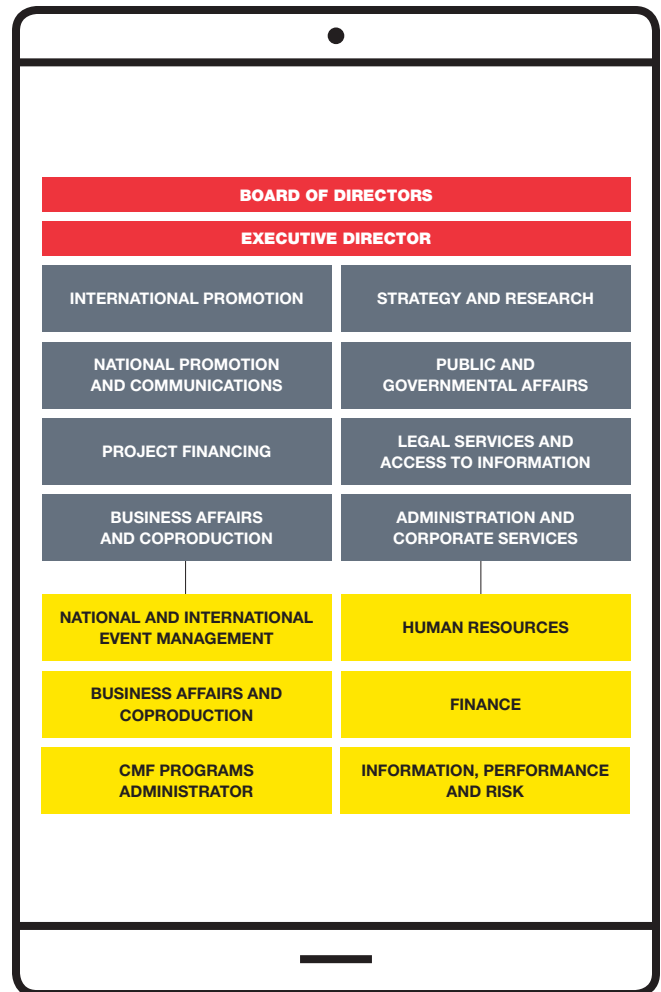 BOARD OF DIRECTORS
EXECUTIVE DIRECTOR
INTERNATIONAL PROMOTION
STRATEGY AND RESEARCH
NATIONAL PROMOTION
AND COMMUNICATIONS
PUBLIC AND
GOVERNMENTAL AFFAIRS
PROJECT FINANCING
LEGAL SERVICES AND
ACCESS TO INFORMATION
BUSINESS AFFAIRS
AND COPRODUCTION
ADMINISTRATION AND
CORPORATE SERVICES
NATIONAL AND INTERNATIONAL
EVENT MANAGEMENT
HUMAN RESOURCES
BUSINESS AFFAIRS AND
COPRODUCTION
FINANCE
CMF PROGRAMS
ADMINISTRATOR
INFORMATION, PERFORMANCE
AND RISK